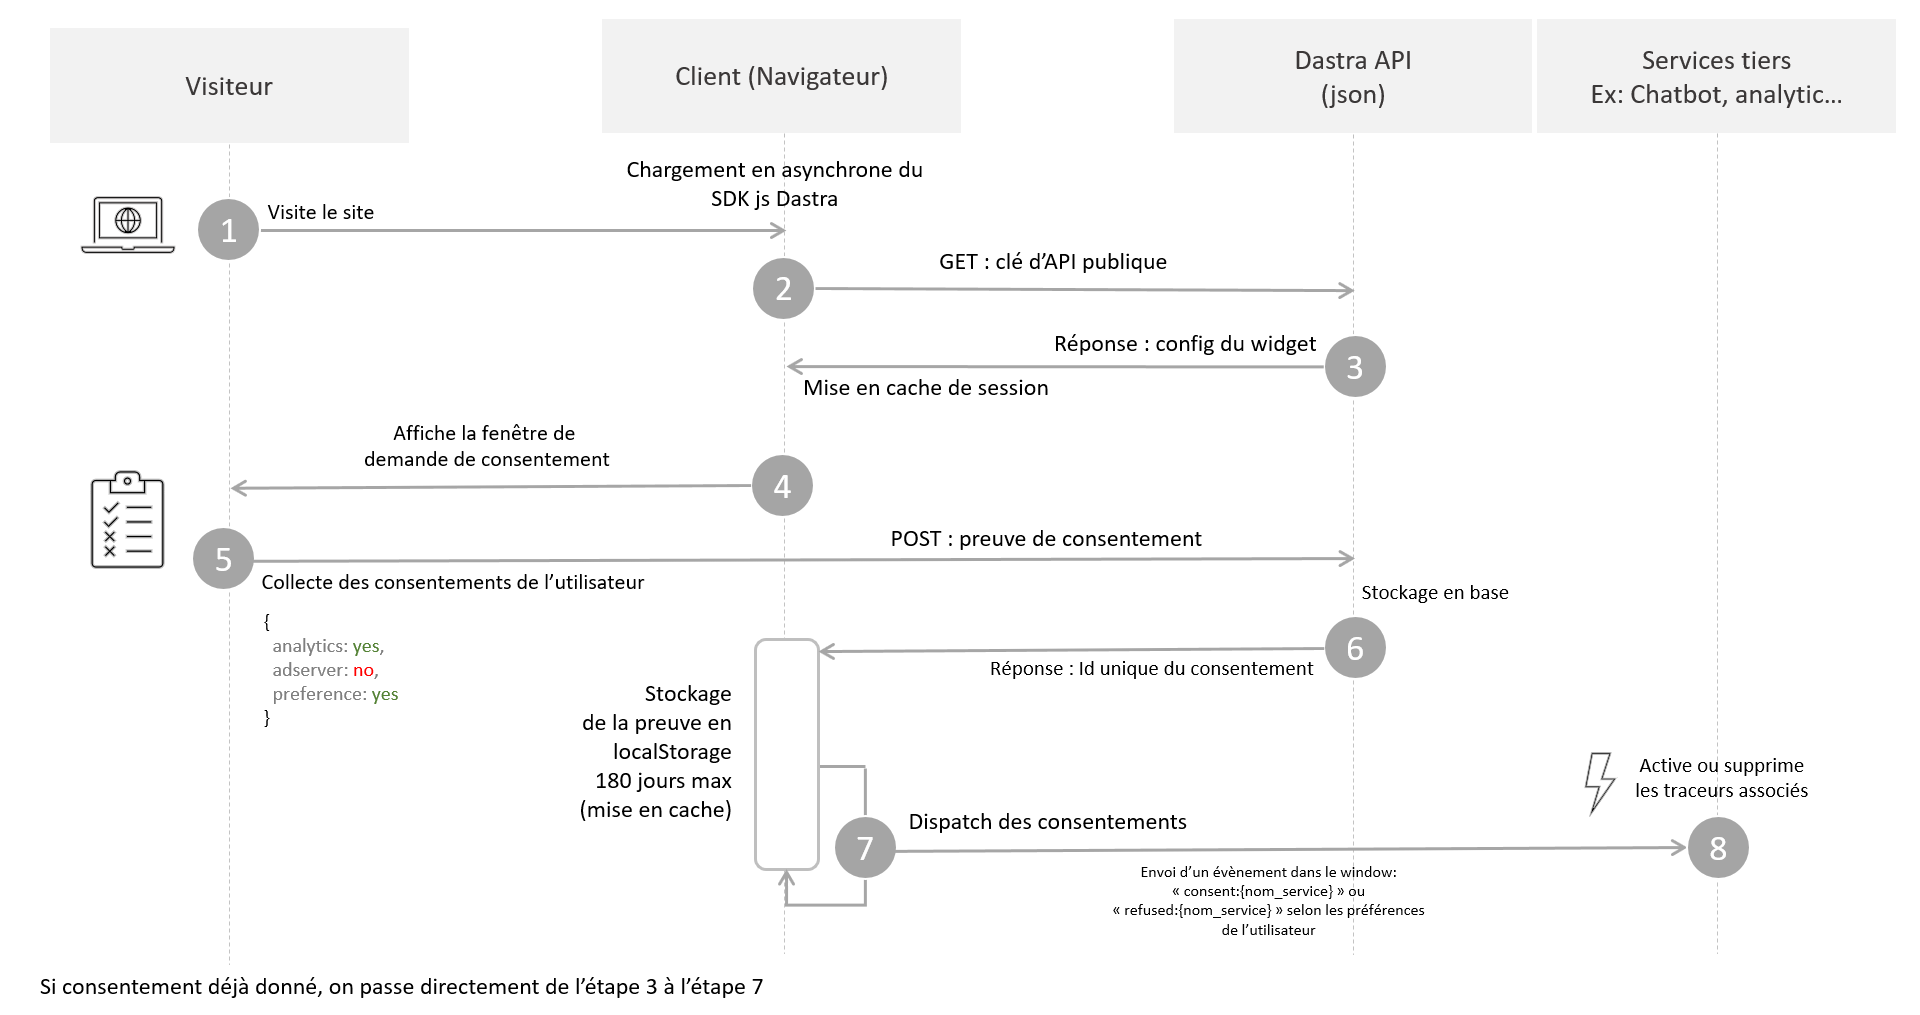 Visiteur
Client (Navigateur)
Dastra API
(json)
Services tiers
Ex: Chatbot, analytic...
Chargement en asynchrone du
SDK js Dastra
1
Visite le site
2
GET : clé d’API publique
Réponse : config du widget
3
Mise en cache de session
Affiche la fenêtre de
demande de consentement
4
5
POST : preuve de consentement
Collecte des consentements de l’utilisateur
{
analytics: yes,
adserver: no,
preference: yes
}
Stockage en base
6
Réponse : Id unique du consentement
Stockage
de la preuve en
localStorage
180 jours max
(mise en cache)
7
Dispatch des consentements
Envoi d’un évènement dans le window:
« consent:{nom_service} » ou
« refused:{nom_service} » selon les préférences
de l’utilisateur
Active ou supprime
les traceurs associés
8
Si consentement déjà donné, on passe directement de l’étape 3 à l’étape 7